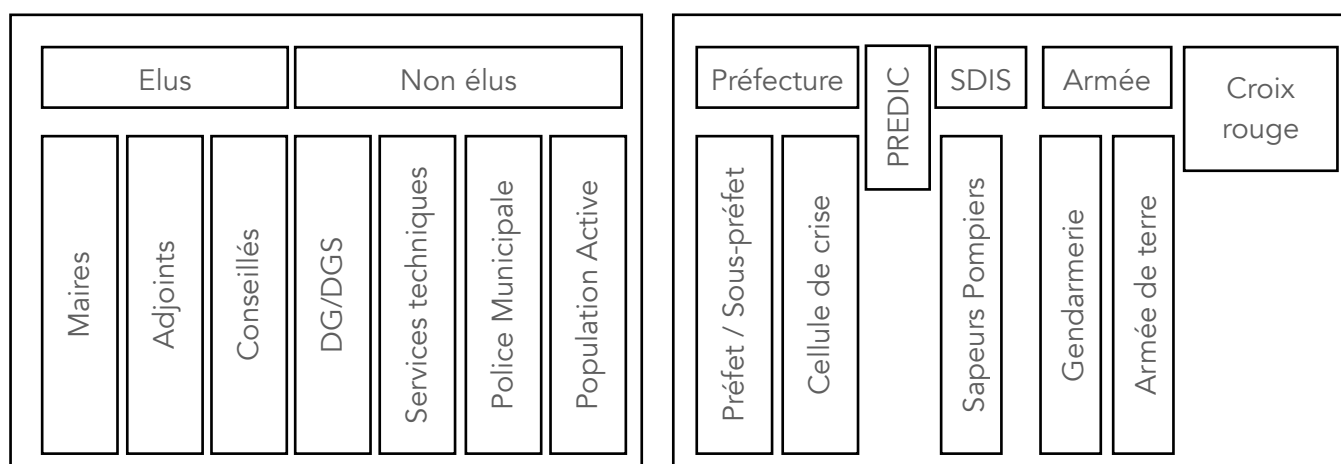 Elus
Non élus
Maires
Adjoints
Conseillés
DG/DGS
Services techniques
Police Municipale
Population Active
Préfecture
PREDIC
SDIS
Armée
Croix
rouge
Préfet / Sous-préfet
Cellule de crise
Sapeurs Pompiers
Gendarmerie
Armée de terre